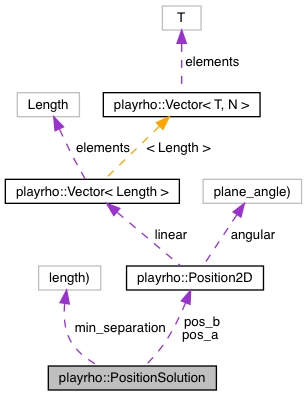 T
elements
Length
playrho::Vector< T, N >
elements
< Length >
playrho::Vector< Length >
plane_angle)
linear
angular
length)
playrho::Position2D
min_separation
pos_b
pos_a
playrho::PositionSolution